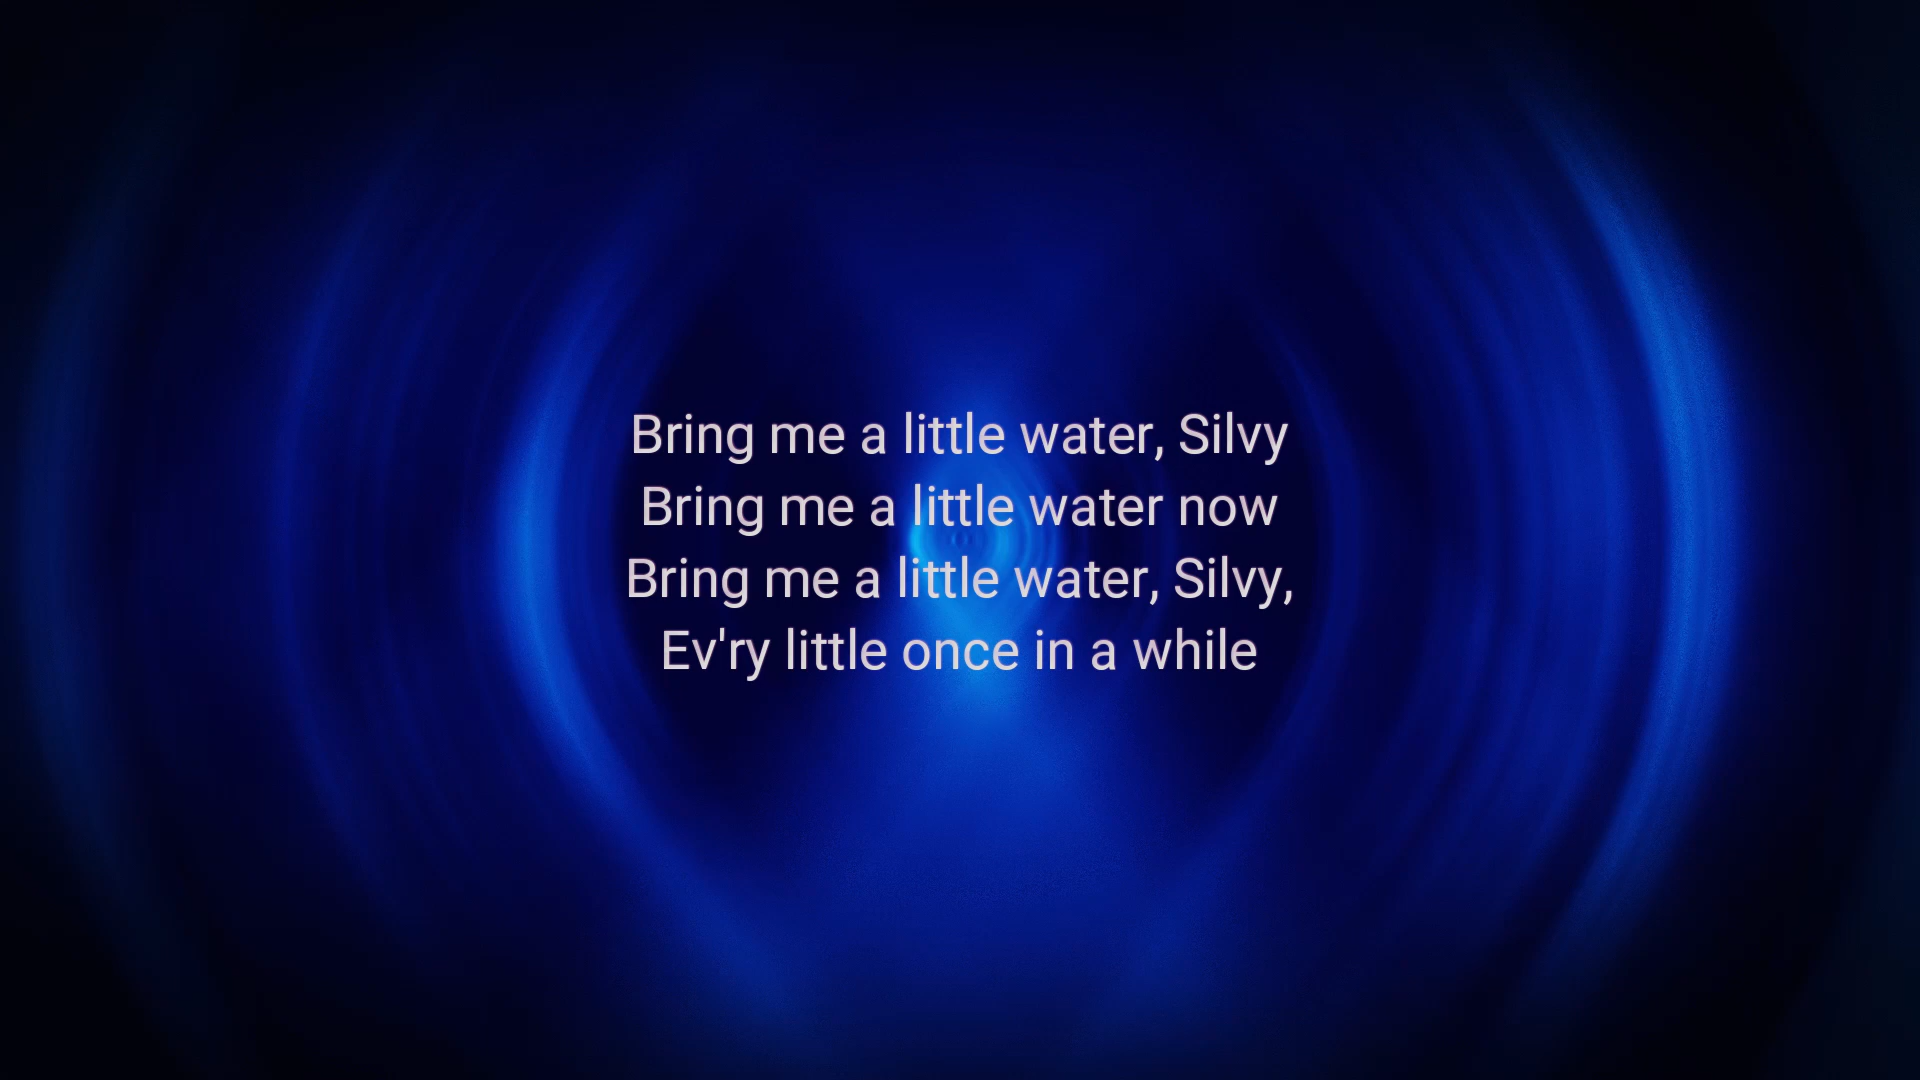 Bring me a little water, Silvy
Bring me a little water now
Bring me a little water, Silvy,
Ev'ry little once in a while